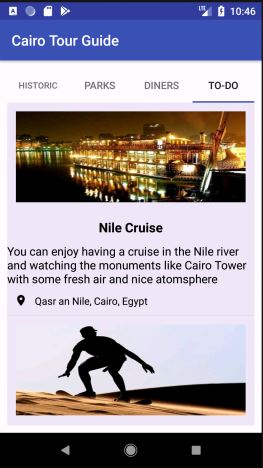 LTE 10:46
Cairo Tour Guide
HISTORIC PARKS DINERS TO-DO
Nile Cruise
You can enjoy having a cruise in the Nile river
and watching the monuments like Cairo Tower
with some fresh air and nice atomsphere
Qasr an Nile, Cairo, Egypt